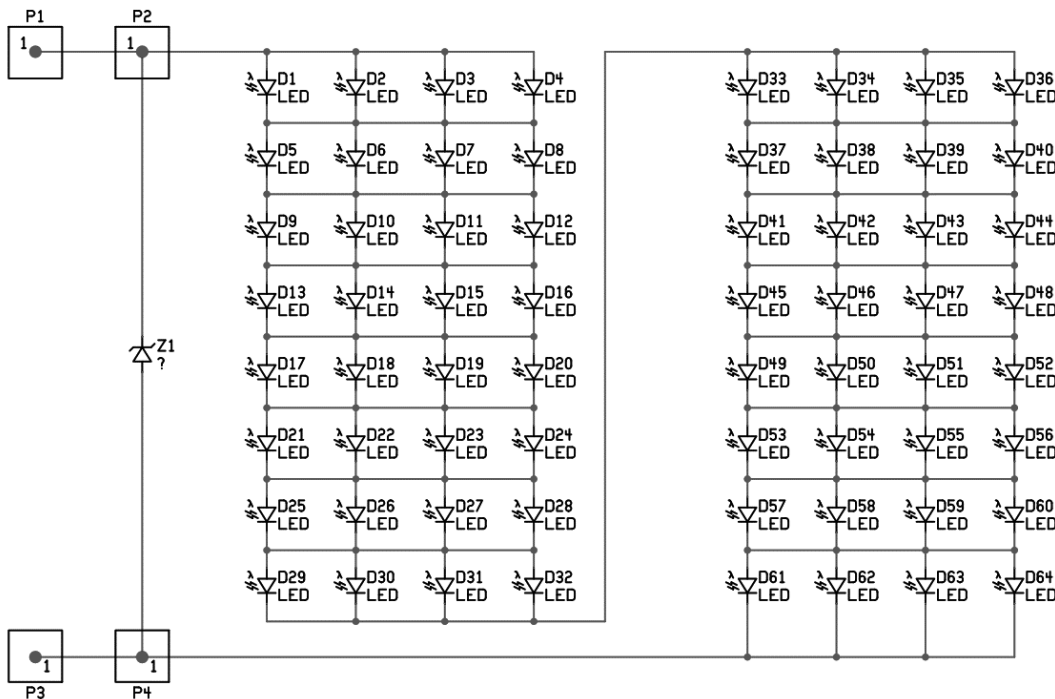 P1 P2
1 1
D1 D2 D3 D4 D33 D34 D35 D36
LED LED LED LED LED LED LED LED
D5 D6 D7 D8 D37 D38 D39 D40
LED LED LED LED LED LED LED LED
D9 D10 D11 D12 D41 D42 D43 D44
LED LED LED LED LED LED LED LED
D13 D14 D15 D16 D45 D46 D47 D48
LED LED LED LED LED LED LED LED
Z1
?
D17 D18 D19 D20 D49 D50 D51 D52
LED LED LED LED LED LED LED LED
D21 D22 D23 D24 D53 D54 D55 D56
LED LED LED LED LED LED LED LED
D25 D26 D27 D28 D57 D58 D59 D60
LED LED LED LED LED LED LED LED
D29 D30 D31 D32 D61 D62 D63 D64
LED LED LED LED LED LED LED LED
1 1
P3 P4